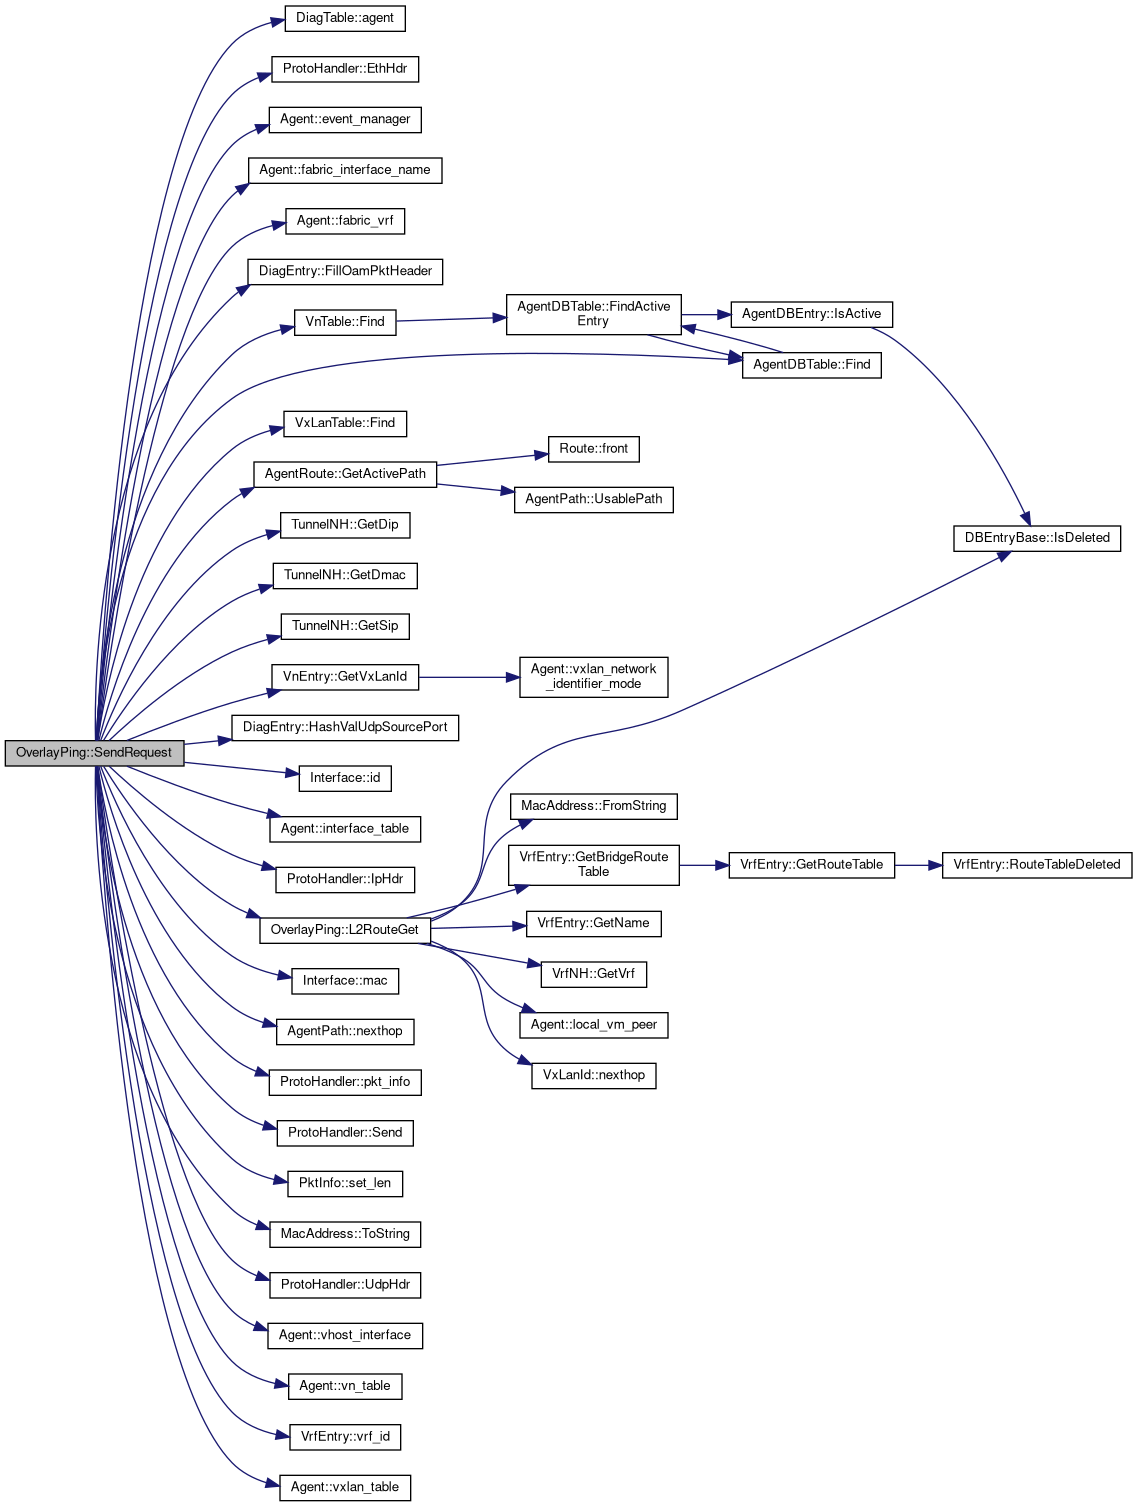 DiagTable::agent
ProtoHandler::EthHdr
Agent::event_manager
Agent::fabric_interface_name
Agent::fabric_vrf
DiagEntry::FillOamPktHeader
VnTable::Find
AgentDBTable::FindActive
Entry
AgentDBEntry::IsActive
AgentDBTable::Find
VxLanTable::Find
AgentRoute::GetActivePath
Route::front
AgentPath::UsablePath
TunnelNH::GetDip
DBEntryBase::IsDeleted
TunnelNH::GetDmac
TunnelNH::GetSip
VnEntry::GetVxLanId
Agent::vxlan_network
_identifier_mode
DiagEntry::HashValUdpSourcePort
OverlayPing::SendRequest
Interface::id
MacAddress::FromString
Agent::interface_table
VrfEntry::GetBridgeRoute
Table
VrfEntry::GetRouteTable
VrfEntry::RouteTableDeleted
ProtoHandler::IpHdr
OverlayPing::L2RouteGet
VrfEntry::GetName
VrfNH::GetVrf
Interface::mac
Agent::local_vm_peer
AgentPath::nexthop
VxLanId::nexthop
ProtoHandler::pkt_info
ProtoHandler::Send
PktInfo::set_len
MacAddress::ToString
ProtoHandler::UdpHdr
Agent::vhost_interface
Agent::vn_table
VrfEntry::vrf_id
Agent::vxlan_table